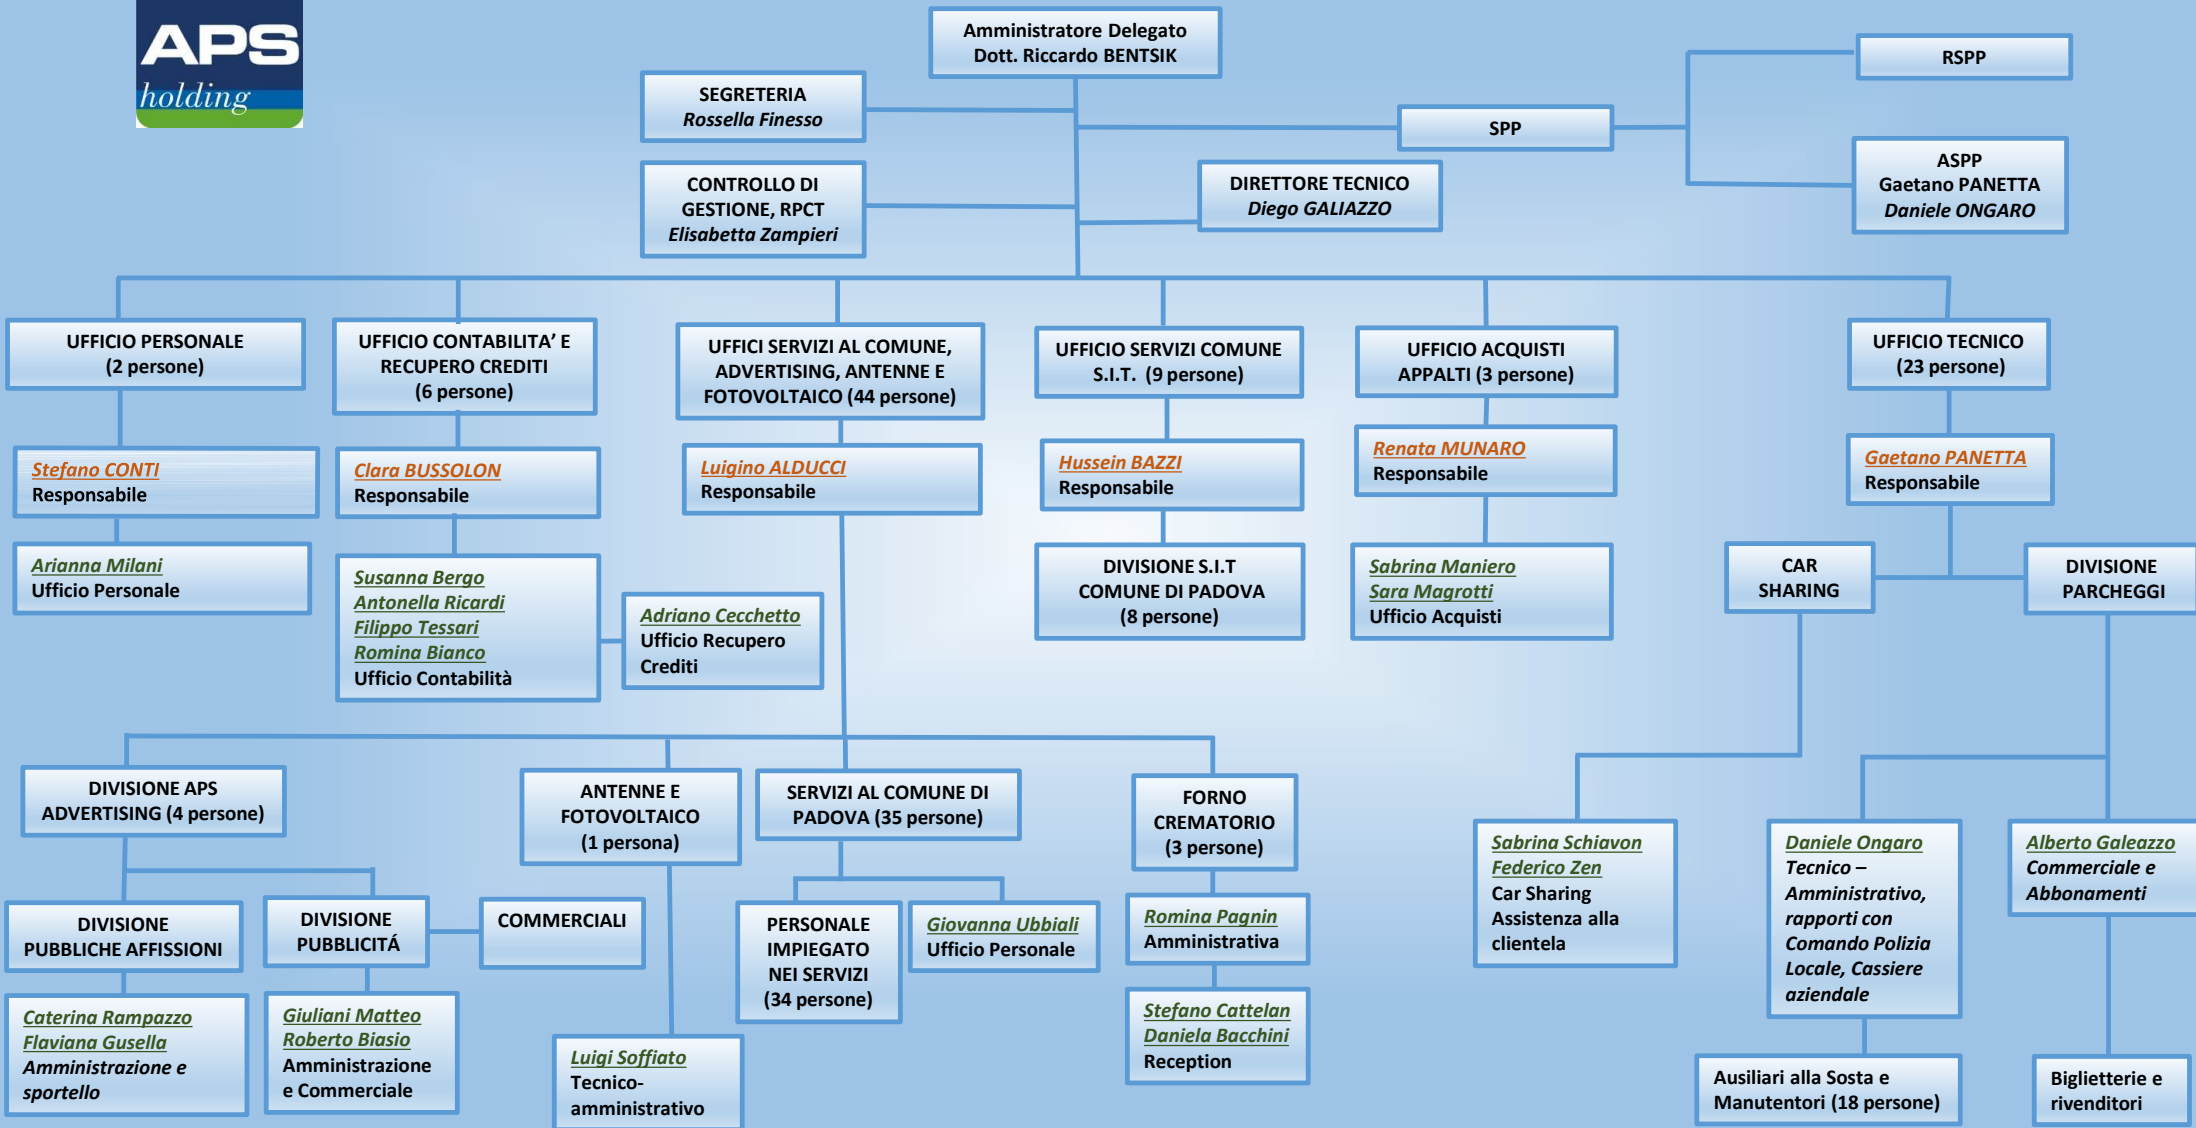 APS
holding
Amministratore Delegato
Dott. Riccardo BENTSIK
SEGRETERIA
Rossella Finesso
SPP
RSPP
ASPP
Gaetano PANETTA
Daniele ONGARO
CONTROLLO DI
GESTIONE, RPCT
Elisabetta Zampieri
DIRETTORE TECNICO
Diego GALIAZZO
UFFICIO PERSONALE
(2 persone)
UFFICIO CONTABILITA’ E
RECUPERO CREDITI
(6 persone)
UFFICI SERVIZI AL COMUNE,
ADVERTISING, ANTENNE E
FOTOVOLTAICO (44 persone)
UFFICIO SERVIZI COMUNE
S.I.T. (9 persone)
UFFICIO ACQUISTI
APPALTI (3 persone)
UFFICIO TECNICO
(23 persone)
Stefano CONTI
Responsabile
Clara BUSSOLON
Responsabile
Luigino ALDUCCI
Responsabile
Hussein BAZZI
Responsabile
Renata MUNARO
Responsabile
Gaetano PANETTA
Responsabile
Arianna Milani
Ufficio Personale
Susanna Bergo
Antonella Ricardi
Filippo Tessari
Romina Bianco
Ufficio Contabilità
Adriano Cecchetto
Ufficio Recupero
Crediti
DIVISIONE S.I.T
COMUNE DI PADOVA
(8 persone)
Sabrina Maniero
Sara Magrotti
Ufficio Acquisti
CAR
SHARING
DIVISIONE
PARCHEGGI
DIVISIONE APS
ADVERTISING (4 persone)
ANTENNE E
FOTOVOLTAICO
(1 persona)
SERVIZI AL COMUNE DI
PADOVA (35 persone)
FORNO
CREMATORIO
(3 persone)
Sabrina Schiavon
Federico Zen
Car Sharing
Assistenza alla
clientela
Daniele Ongaro
Tecnico –
Amministrativo,
rapporti con
Comando Polizia
Locale, Cassiere
aziendale
Alberto Galeazzo
Commerciale e
Abbonamenti
DIVISIONE
PUBBLICHE AFFISSIONI
DIVISIONE
PUBBLICITÁ
COMMERCIALI
PERSONALE
IMPIEGATO
NEI SERVIZI
(34 persone)
Giovanna Ubbiali
Ufficio Personale
Romina Pagnin
Amministrativa
Caterina Rampazzo
Flaviana Gusella
Amministrazione e
sportello
Giuliani Matteo
Roberto Biasio
Amministrazione
e Commerciale
Luigi Soffiato
Tecnico-
amministrativo
Stefano Cattelan
Daniela Bacchini
Reception
Ausiliari alla Sosta e
Manutentori (18 persone)
Biglietterie e
rivenditori